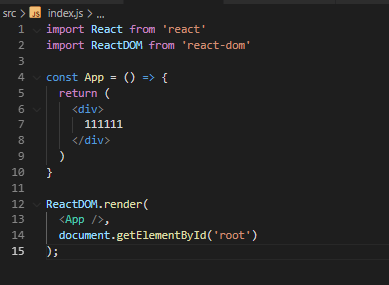 src > JS index.js > ...
1 import React from 'react'
2 import ReactDOM from 'react-dom'
3
4 const App = () => {
5   return (
6     <div>
7       111111
8     </div>
9   )
10 }
11
12 ReactDOM.render(
13   <App />,
14   document.getElementById('root')
15 );